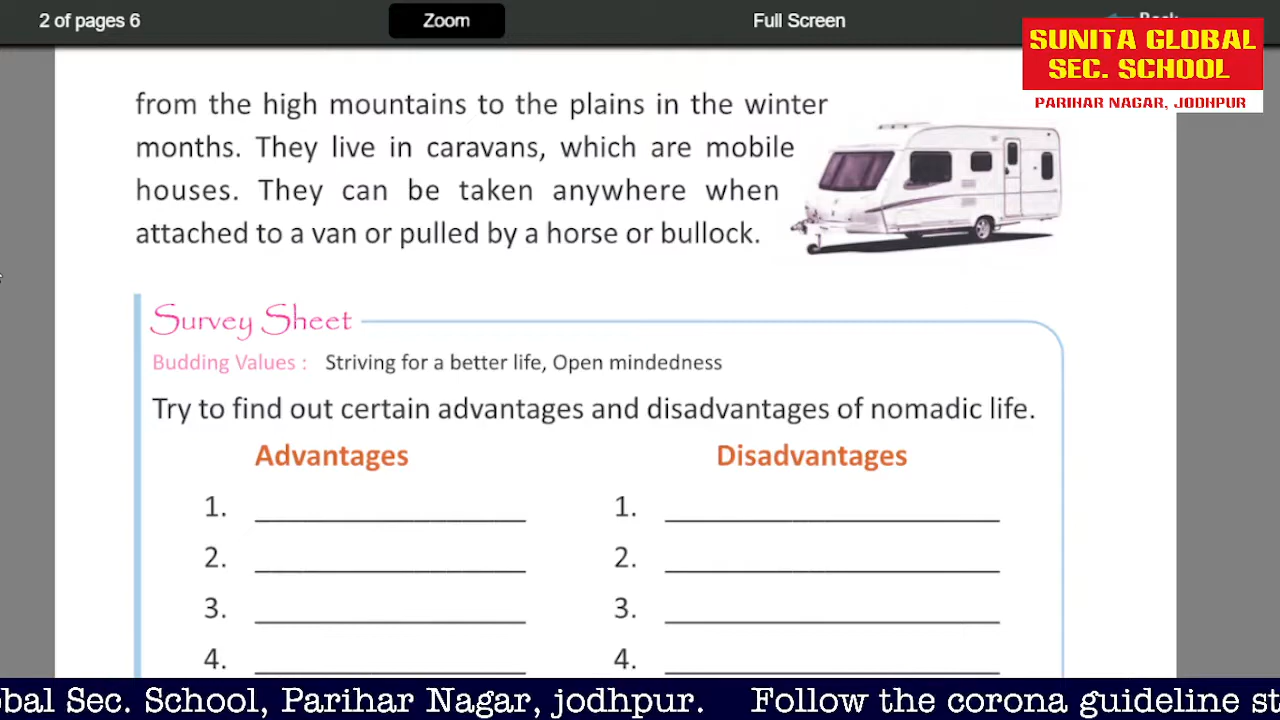 2 of pages 6
Zoom
Full Screen
SUNITA GLOBAL
SEC. SCHOOL
PARIHAR NAGAR, JODHPUR
from the high mountains to the plains in the winter
months. They live in caravans, which are mobile
houses. They can be taken anywhere when
attached to a van or pulled by a horse or bullock.
Survey Sheet
Budding Values : Striving for a better life, Open mindedness
Try to find out certain advantages and disadvantages of nomadic life.
Advantages Disadvantages
1. 1.
2. 2.
3. 3.
4. 4.
obal Sec. School, Parihar Nagar, jodhpur. Follow the corona guideline st